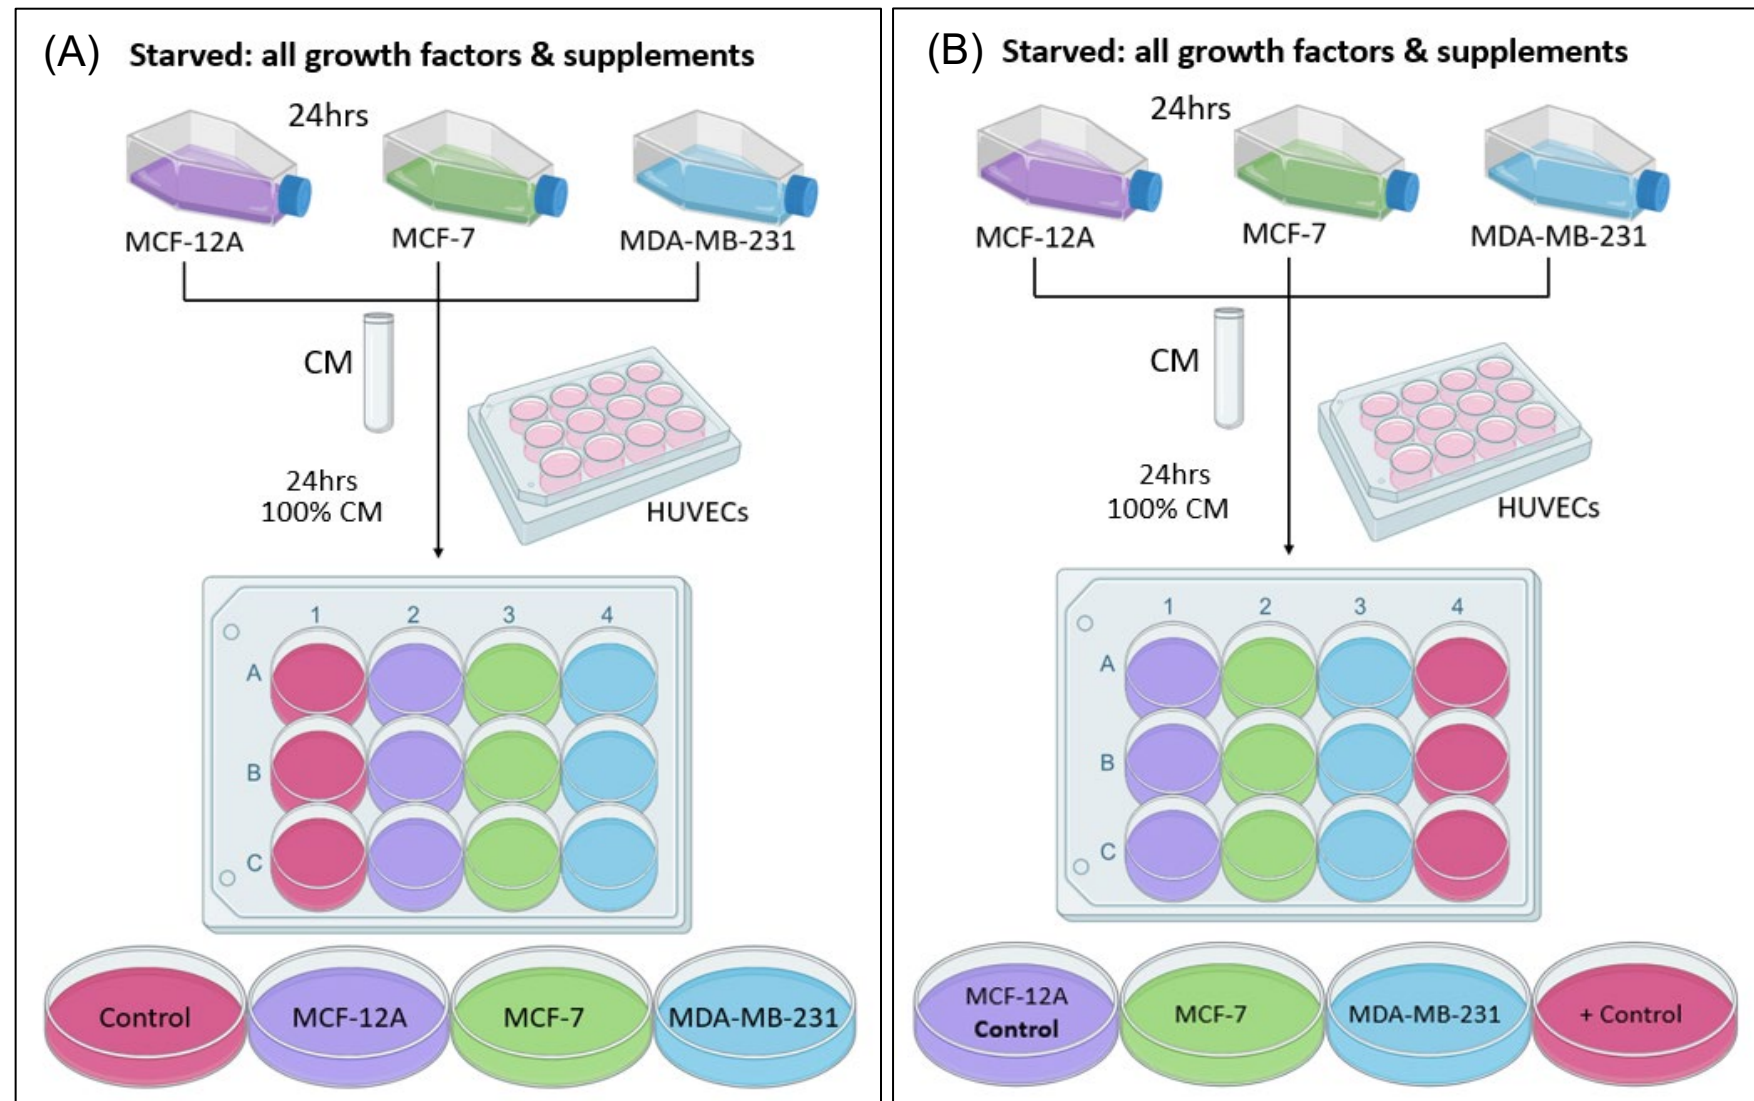 (A) Starved: all growth factors & supplements
24hrs
MCF-12A MCF-7 MDA-MB-231
CM
24hrs
100% CM
HUVECs
1 2 3 4
A
B
C
Control MCF-12A MCF-7 MDA-MB-231
(B) Starved: all growth factors & supplements
24hrs
MCF-12A MCF-7 MDA-MB-231
CM
24hrs
100% CM
HUVECs
1 2 3 4
A
B
C
MCF-12A
Control
MCF-7
MDA-MB-231
+ Control